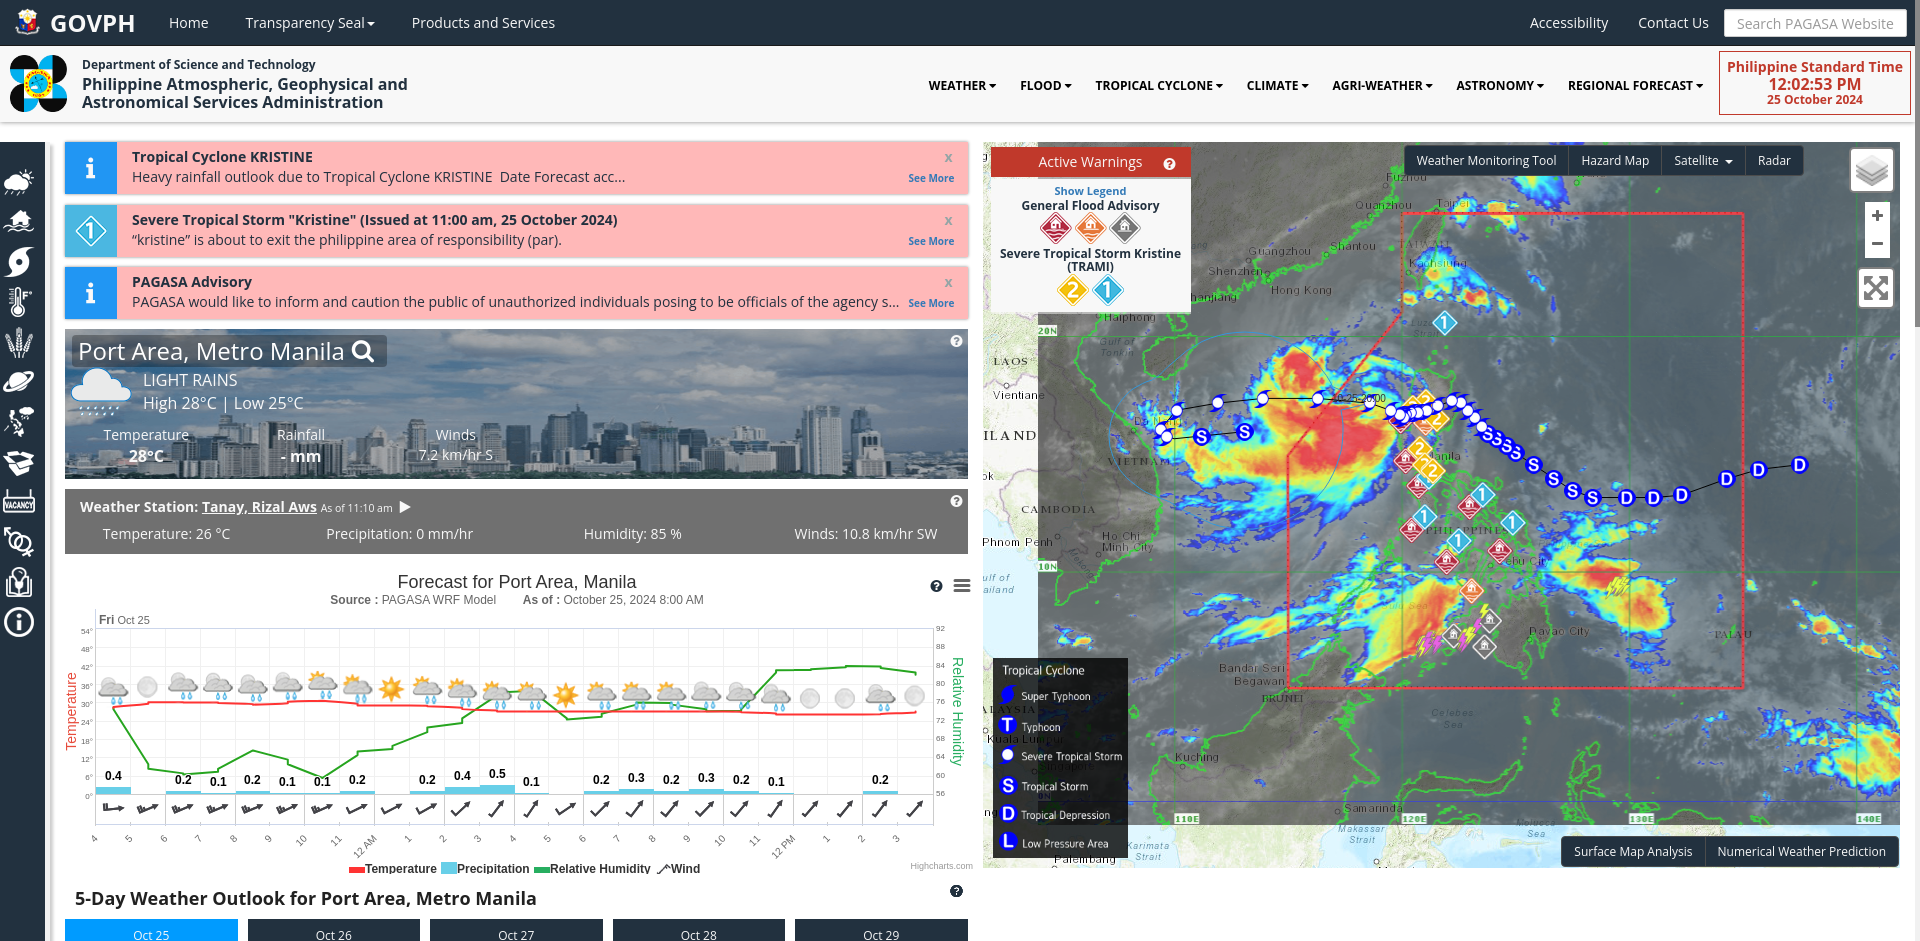 GOVPH
Home
Transparency Seal
Products and Services
Accessibility
Contact Us
Search PAGASA Website
Department of Science and Technology
Philippine Atmospheric, Geophysical and
Astronomical Services Administration
WEATHER
FLOOD
TROPICAL CYCLONE
CLIMATE
AGRI-WEATHER
ASTRONOMY
REGIONAL FORECAST
Philippine Standard Time
12:02:53 PM
25 October 2024
Tropical Cyclone KRISTINE
x
Heavy rainfall outlook due to Tropical Cyclone KRISTINE Date Forecast acc...
See More
1
Severe Tropical Storm "Kristine" (Issued at 11:00 am, 25 October 2024)
x
“kristine” is about to exit the philippine area of responsibility (par).
See More
PAGASA Advisory
x
PAGASA would like to inform and caution the public of unauthorized individuals posing to be officials of the agency s...
See More
VACANCY
Port Area, Metro Manila
?
LIGHT RAINS
High 28°C | Low 25°C
Temperature
28°C
Rainfall
- mm
Winds
7.2 km/hr S
Weather Station: Tanay, Rizal Aws As of 11:10 am
?
Temperature: 26 °C
Precipitation: 0 mm/hr
Humidity: 85 %
Winds: 10.8 km/hr SW
Forecast for Port Area, Manila
?
Source : PAGASA WRF Model As of : October 25, 2024 8:00 AM
Fri Oct 25
Temperature
54°
48°
42°
36°
30°
24°
18°
12°
6°
0°
92
88
84
80
76
72
68
64
60
56
Relative Humidity
0.4
0.2
0.1
0.2
0.1
0.1
0.2
0.2
0.4
0.5
0.1
0.2
0.3
0.2
0.3
0.2
0.1
0.2
4
5
6
7
8
9
10
11
12 AM
1
2
3
4
5
6
7
8
9
10
11
12 PM
1
2
3
Temperature
Precipitation
Relative Humidity
Wind
Highcharts.com
5-Day Weather Outlook for Port Area, Metro Manila
?
Oct 25
Oct 26
Oct 27
Oct 28
Oct 29
Active Warnings
?
Show Legend
General Flood Advisory
Severe Tropical Storm Kristine
(TRAMI)
2
1
Weather Monitoring Tool
Hazard Map
Satellite
Radar
+
−
Fuzhou
Quanzhou
Taipei
TAIWAN
Guangzhou
Shantou
Kaohsiung
Shenzhen
Hong Kong
Haiphong
Gulf of
Tonkin
20N
LAOS
Vientiane
Da Nang
VIETNAM
CAMBODIA
Phnom Penh
Ho Chi
Minh City
10N
PHILIPPINES
Davao City
PALAU
Bandar Seri
Begawan
BRUNEI
Celebes
Sea
Kuching
Samarinda
110E
120E
130E
140E
Makassar
Strait
Karimata
Strait
Palembang
Tropical Cyclone
Super Typhoon
T Typhoon
Severe Tropical Storm
S Tropical Storm
D Tropical Depression
L Low Pressure Area
Surface Map Analysis
Numerical Weather Prediction